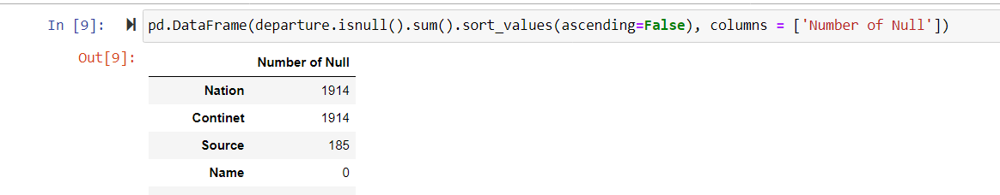 In [9]: pd.DataFrame(departure.isnull().sum().sort_values(ascending=False), columns = ['Number of Null'])
Out[9]:
Number of Null
Nation 1914
Continet 1914
Source 185
Name 0